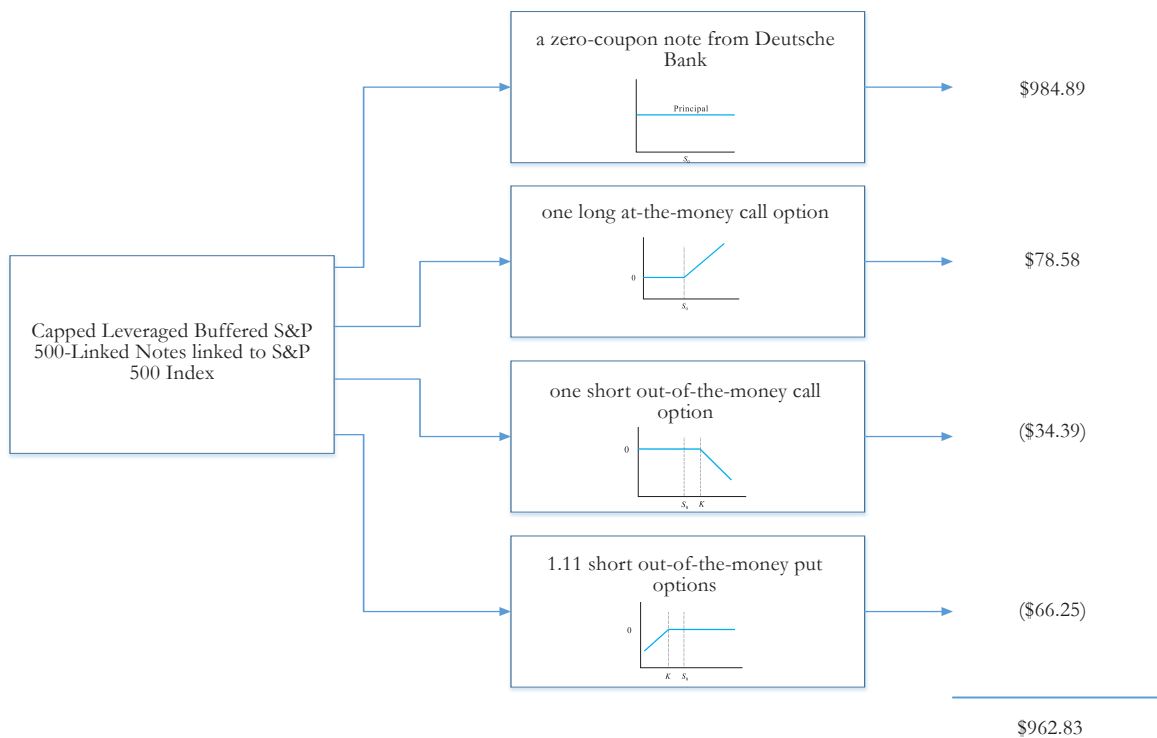 a zero-coupon note from Deutsche
Bank
Principal
S₀
$984.89
one long at-the-money call option
0
S₀
$78.58
Capped Leveraged Buffered S&P
500-Linked Notes linked to S&P
500 Index
one short out-of-the-money call
option
0
S₀ K
($34.39)
1.11 short out-of-the-money put
options
0
K S₀
($66.25)
$962.83